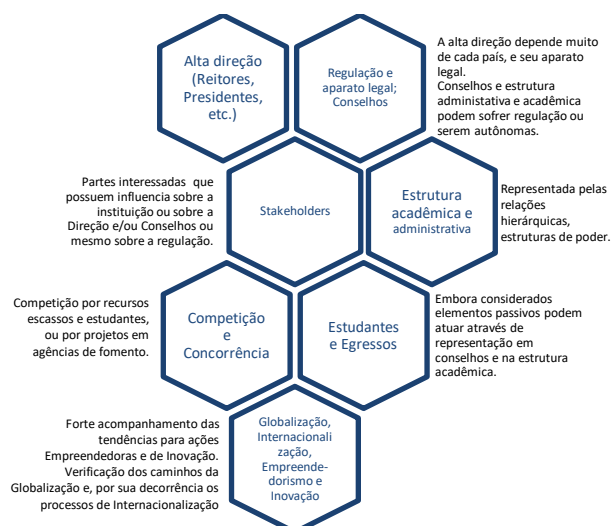 Alta direção
(Reitores,
Presidentes,
etc.)
Regulação e
aparato legal;
Conselhos
A alta direção depende muito
de cada país, e seu aparato
legal.
Conselhos e estrutura
administativa e acadêmica
podem sofrer regulação ou
serem autônomas.
Partes interessadas que
possuem influencia sobre a
instituição ou sobre a
Direção e/ou Conselhos ou
mesmo sobre a regulação.
Stakeholders
Estrutura
acadêmica e
administrativa
Representada pelas
relações
hierárquicas,
estruturas de poder.
Competição por recursos
escassos e estudantes,
ou por projetos em
agências de fomento.
Competição
e
Concorrência
Estudantes
e Egressos
Embora considerados
elementos passivos podem
atuar através de
representação em
conselhos e na estrutura
acadêmica.
Forte acompanhamento das
tendências para ações
Empreendedoras e de Inovação.
Verificação dos caminhos da
Globalização e, por sua decorrência os
processos de Internacionalização
Globalização,
Internacionali
zação,
Empreende-
dorismo e
Inovação